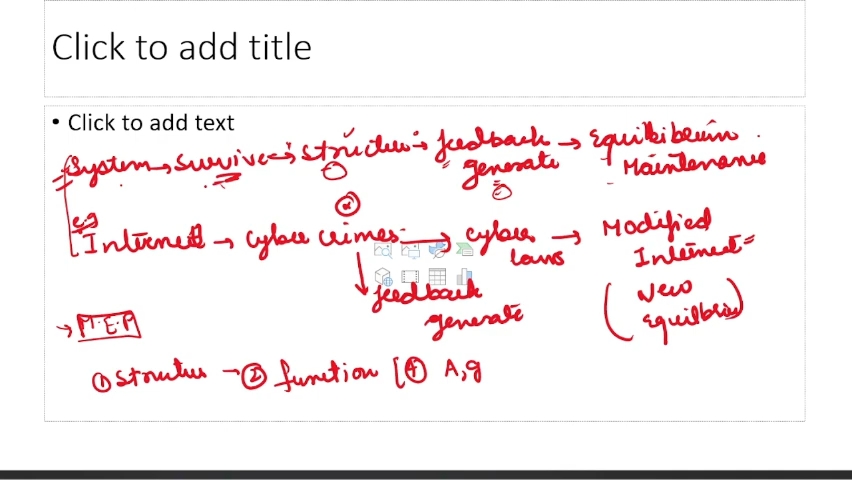 Click to add title
• Click to add text
System → Survive → Structure → feedback generate → Equilibrium Maintenance
e.g
Internet → cyber crimes → cyber laws → Modified Internet
feedback generate
(New Equilibrium)
→ M.E.P
① Structure → ② function [④ A, g